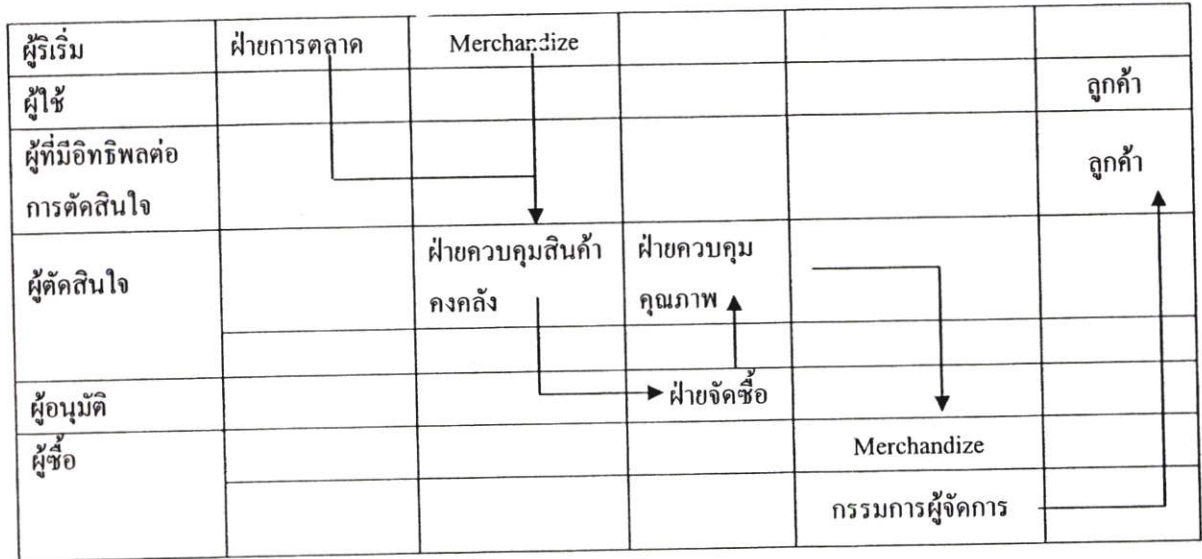 ผู้ริเริ่ม ฝ่ายการตลาด Merchandize
ผู้ใช้ ลูกค้า
ผู้ที่มีอิทธิพลต่อ
การตัดสินใจ
ลูกค้า
ผู้ตัดสินใจ
ฝ่ายควบคุมสินค้า
คงคลัง
ฝ่ายควบคุม
คุณภาพ
ผู้อนุมัติ ฝ่ายจัดซื้อ
ผู้ซื้อ Merchandize
กรรมการผู้จัดการ